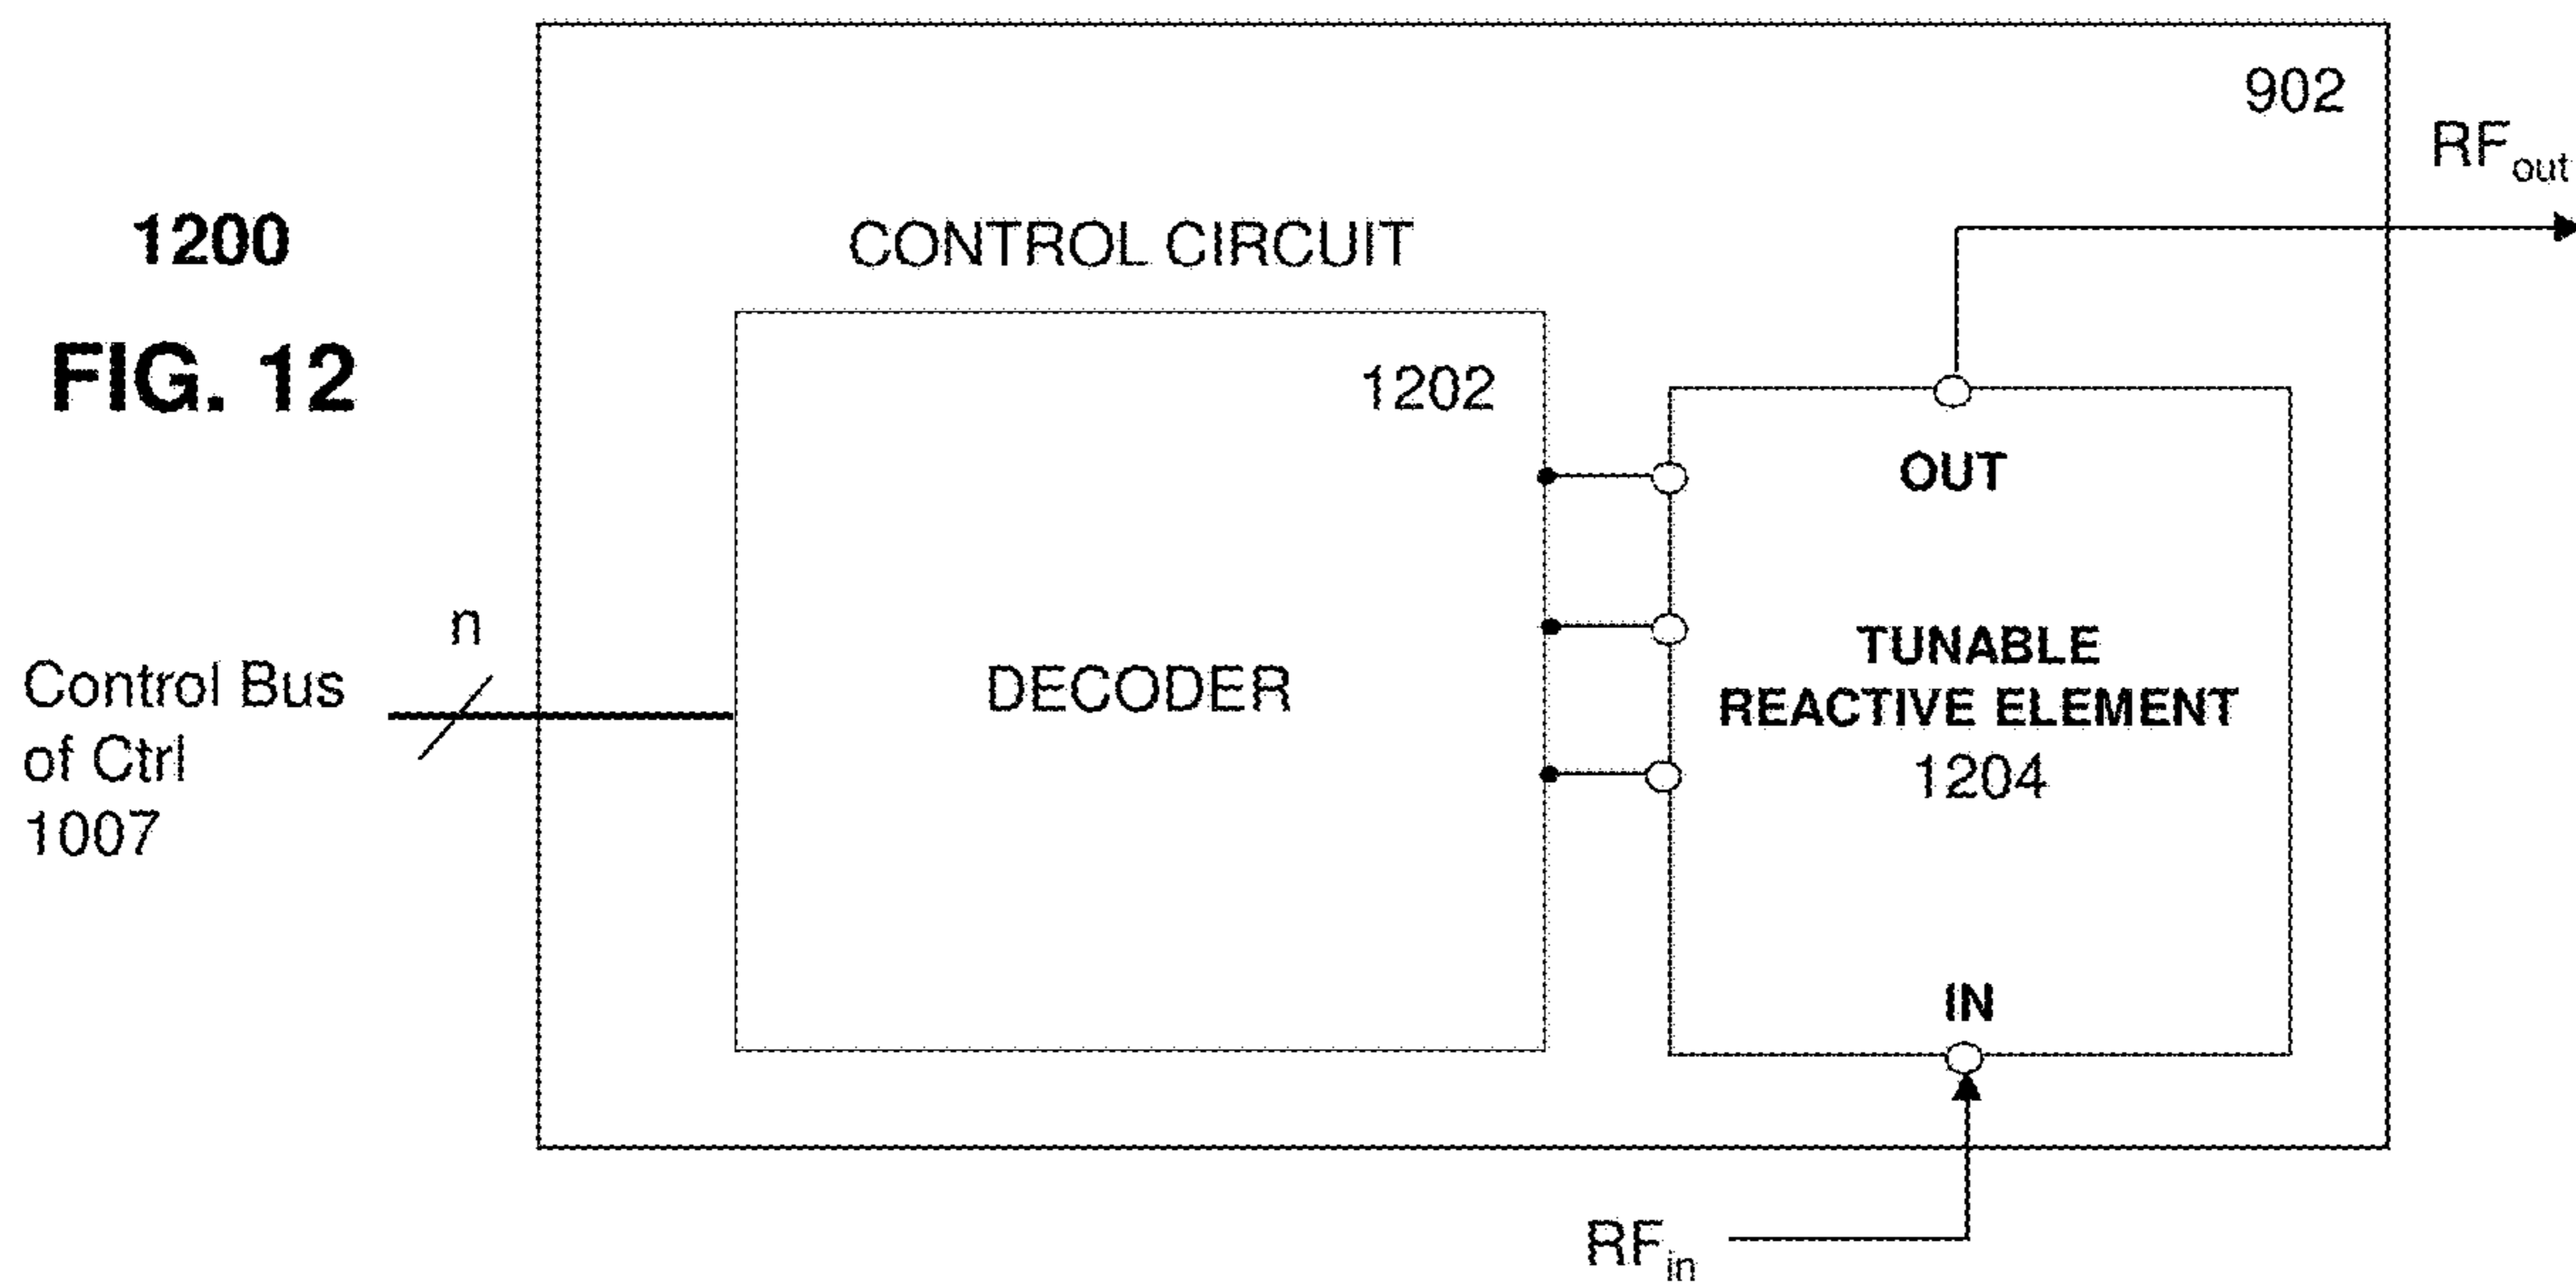 902
RFout
1200
CONTROL CIRCUIT
FIG. 12
1202
OUT
n
TUNABLE
REACTIVE ELEMENT
1204
DECODER
Control Bus
of Ctrl
1007
IN
RFin